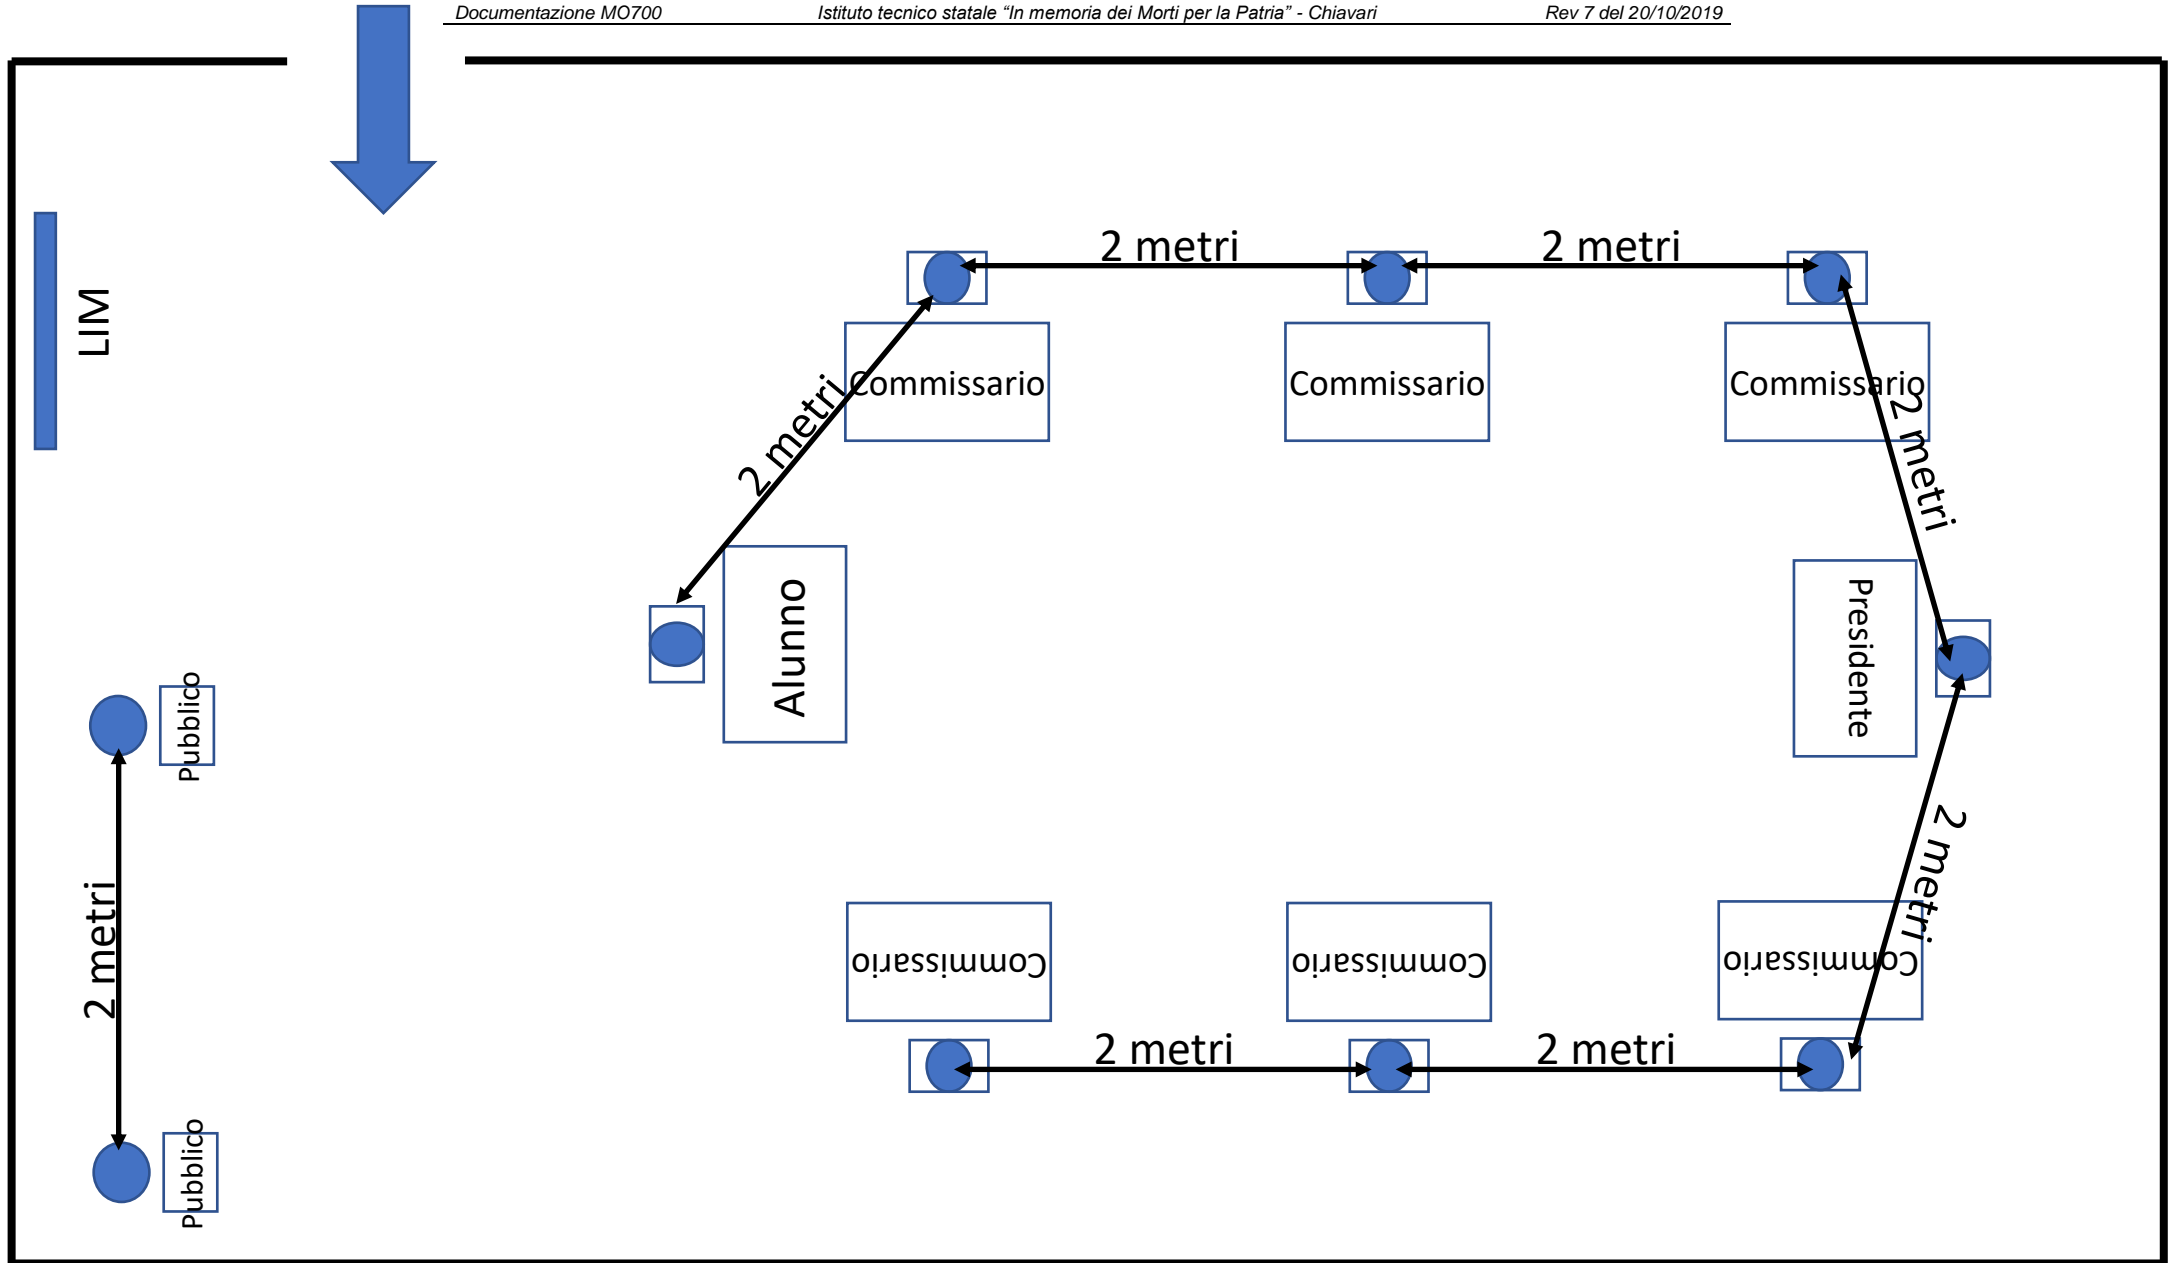 Documentazione MO700 Istituto tecnico statale “In memoria dei Morti per la Patria” - Chiavari Rev 7 del 20/10/2019
2 metri
2 metri
LIM
Commissario
Commissario
Commissario
2 metri
2 metri
Alunno
Presidente
Pubblico
2 metri
2 metri
Commissario
Commissario
Commissario
2 metri
2 metri
Pubblico